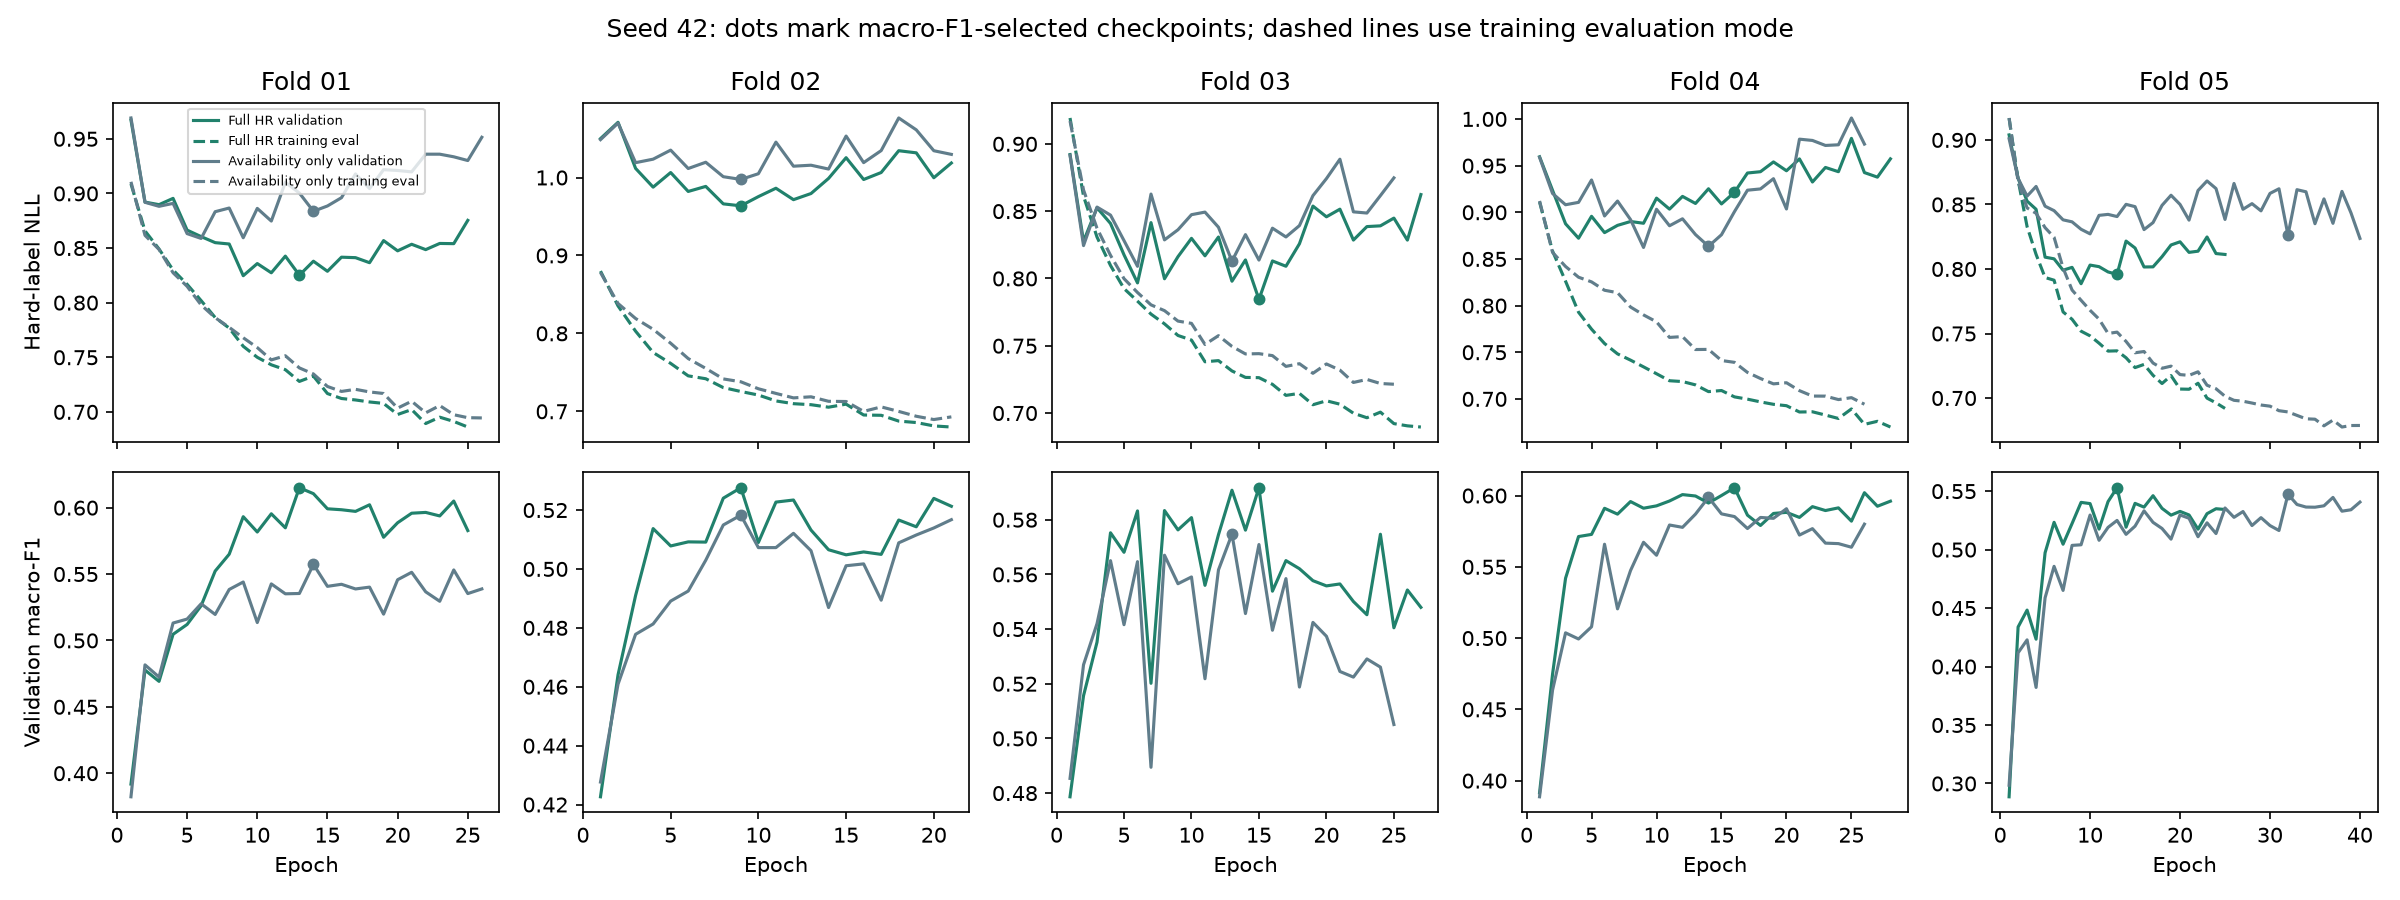 Seed 42: dots mark macro-F1-selected checkpoints; dashed lines use training evaluation mode
Fold 01
Fold 02
Fold 03
Fold 04
Fold 05
Hard-label NLL
0.95
0.90
0.85
0.80
0.75
0.70
Full HR validation
Full HR training eval
Availability only validation
Availability only training eval
1.0
0.9
0.8
0.7
0.90
0.85
0.80
0.75
0.70
1.00
0.95
0.90
0.85
0.80
0.75
0.70
0.90
0.85
0.80
0.75
0.70
Validation macro-F1
0.60
0.55
0.50
0.45
0.40
0 5 10 15 20 25
Epoch
0.52
0.50
0.48
0.46
0.44
0.42
0 5 10 15 20
Epoch
0.58
0.56
0.54
0.52
0.50
0.48
0 5 10 15 20 25
Epoch
0.60
0.55
0.50
0.45
0.40
0 5 10 15 20 25
Epoch
0.55
0.50
0.45
0.40
0.35
0.30
0 10 20 30 40
Epoch